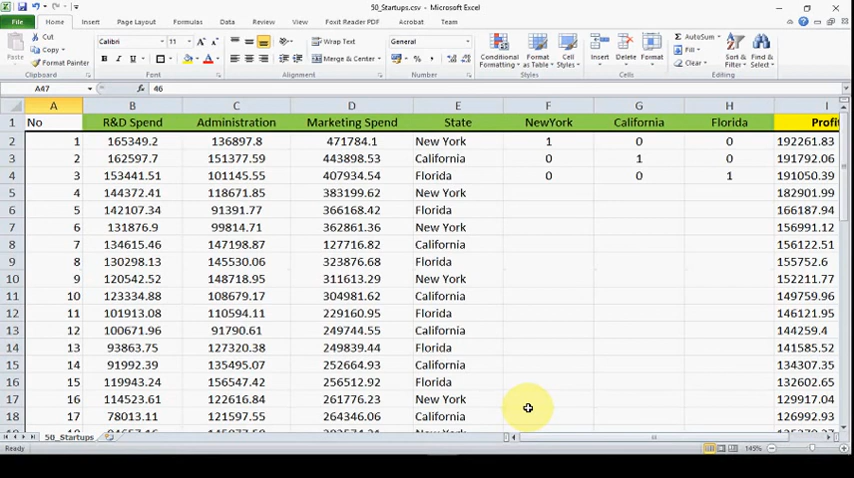 50_Startups.csv - Microsoft Excel
File Home Insert Page Layout Formulas Data Review View Foxit Reader PDF Acrobat Team
Cut
Copy
Format Painter
Paste
Clipboard
Calibri 11
B I U
Font
Wrap Text
Merge & Center
Alignment
General
Number
Conditional Formatting
Format as Table
Cell Styles
Styles
Insert Delete Format
Cells
AutoSum
Fill
Clear
Sort & Filter
Find & Select
Editing
A47 fx 46
A B C D E F G H I
1 No R&D Spend Administration Marketing Spend State NewYork California Florida Profit
2 1 165349.2 136897.8 471784.1 New York 1 0 0 192261.83
3 2 162597.7 151377.59 443898.53 California 0 1 0 191792.06
4 3 153441.51 101145.55 407934.54 Florida 0 0 1 191050.39
5 4 144372.41 118671.85 383199.62 New York 182901.99
6 5 142107.34 91391.77 366168.42 Florida 166187.94
7 6 131876.9 99814.71 362861.36 New York 156991.12
8 7 134615.46 147198.87 127716.82 California 156122.51
9 8 130298.13 145530.06 323876.68 Florida 155752.6
10 9 120542.52 148718.95 311613.29 New York 152211.77
11 10 123334.88 108679.17 304981.62 California 149759.96
12 11 101913.08 110594.11 229160.95 Florida 146121.95
13 12 100671.96 91790.61 249744.55 California 144259.4
14 13 93863.75 127320.38 249839.44 Florida 141585.52
15 14 91992.39 135495.07 252664.93 California 134307.35
16 15 119943.24 156547.42 256512.92 Florida 132602.65
17 16 114523.61 122616.84 261776.23 New York 129917.04
18 17 78013.11 121597.55 264346.06 California 126992.93
50_Startups
Ready 145%